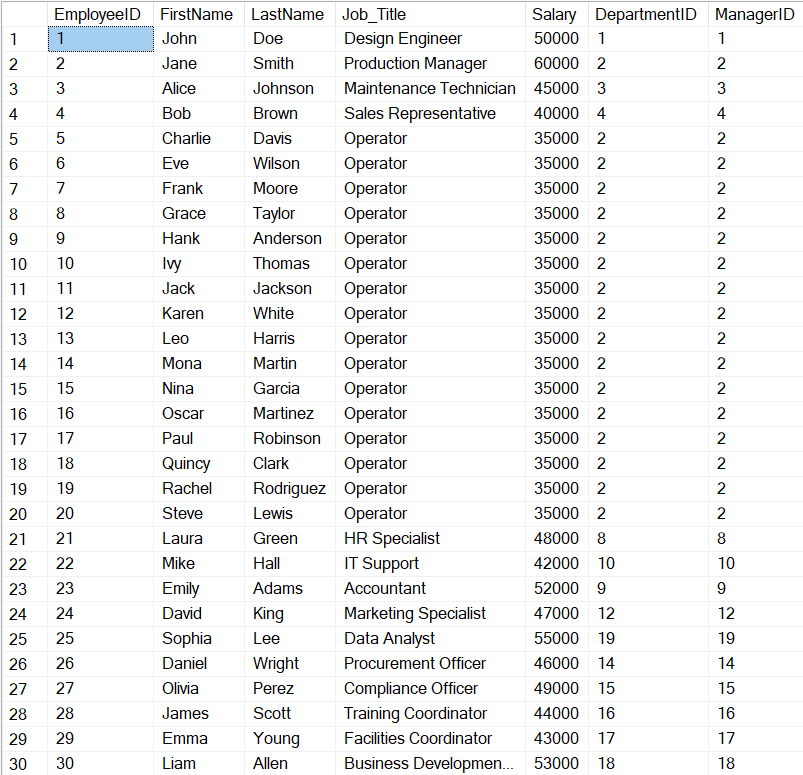 EmployeeID FirstName LastName Job_Title Salary DepartmentID ManagerID
1 1 John Doe Design Engineer 50000 1 1
2 2 Jane Smith Production Manager 60000 2 2
3 3 Alice Johnson Maintenance Technician 45000 3 3
4 4 Bob Brown Sales Representative 40000 4 4
5 5 Charlie Davis Operator 35000 2 2
6 6 Eve Wilson Operator 35000 2 2
7 7 Frank Moore Operator 35000 2 2
8 8 Grace Taylor Operator 35000 2 2
9 9 Hank Anderson Operator 35000 2 2
10 10 Ivy Thomas Operator 35000 2 2
11 11 Jack Jackson Operator 35000 2 2
12 12 Karen White Operator 35000 2 2
13 13 Leo Harris Operator 35000 2 2
14 14 Mona Martin Operator 35000 2 2
15 15 Nina Garcia Operator 35000 2 2
16 16 Oscar Martinez Operator 35000 2 2
17 17 Paul Robinson Operator 35000 2 2
18 18 Quincy Clark Operator 35000 2 2
19 19 Rachel Rodriguez Operator 35000 2 2
20 20 Steve Lewis Operator 35000 2 2
21 21 Laura Green HR Specialist 48000 8 8
22 22 Mike Hall IT Support 42000 10 10
23 23 Emily Adams Accountant 52000 9 9
24 24 David King Marketing Specialist 47000 12 12
25 25 Sophia Lee Data Analyst 55000 19 19
26 26 Daniel Wright Procurement Officer 46000 14 14
27 27 Olivia Perez Compliance Officer 49000 15 15
28 28 James Scott Training Coordinator 44000 16 16
29 29 Emma Young Facilities Coordinator 43000 17 17
30 30 Liam Allen Business Developmen... 53000 18 18